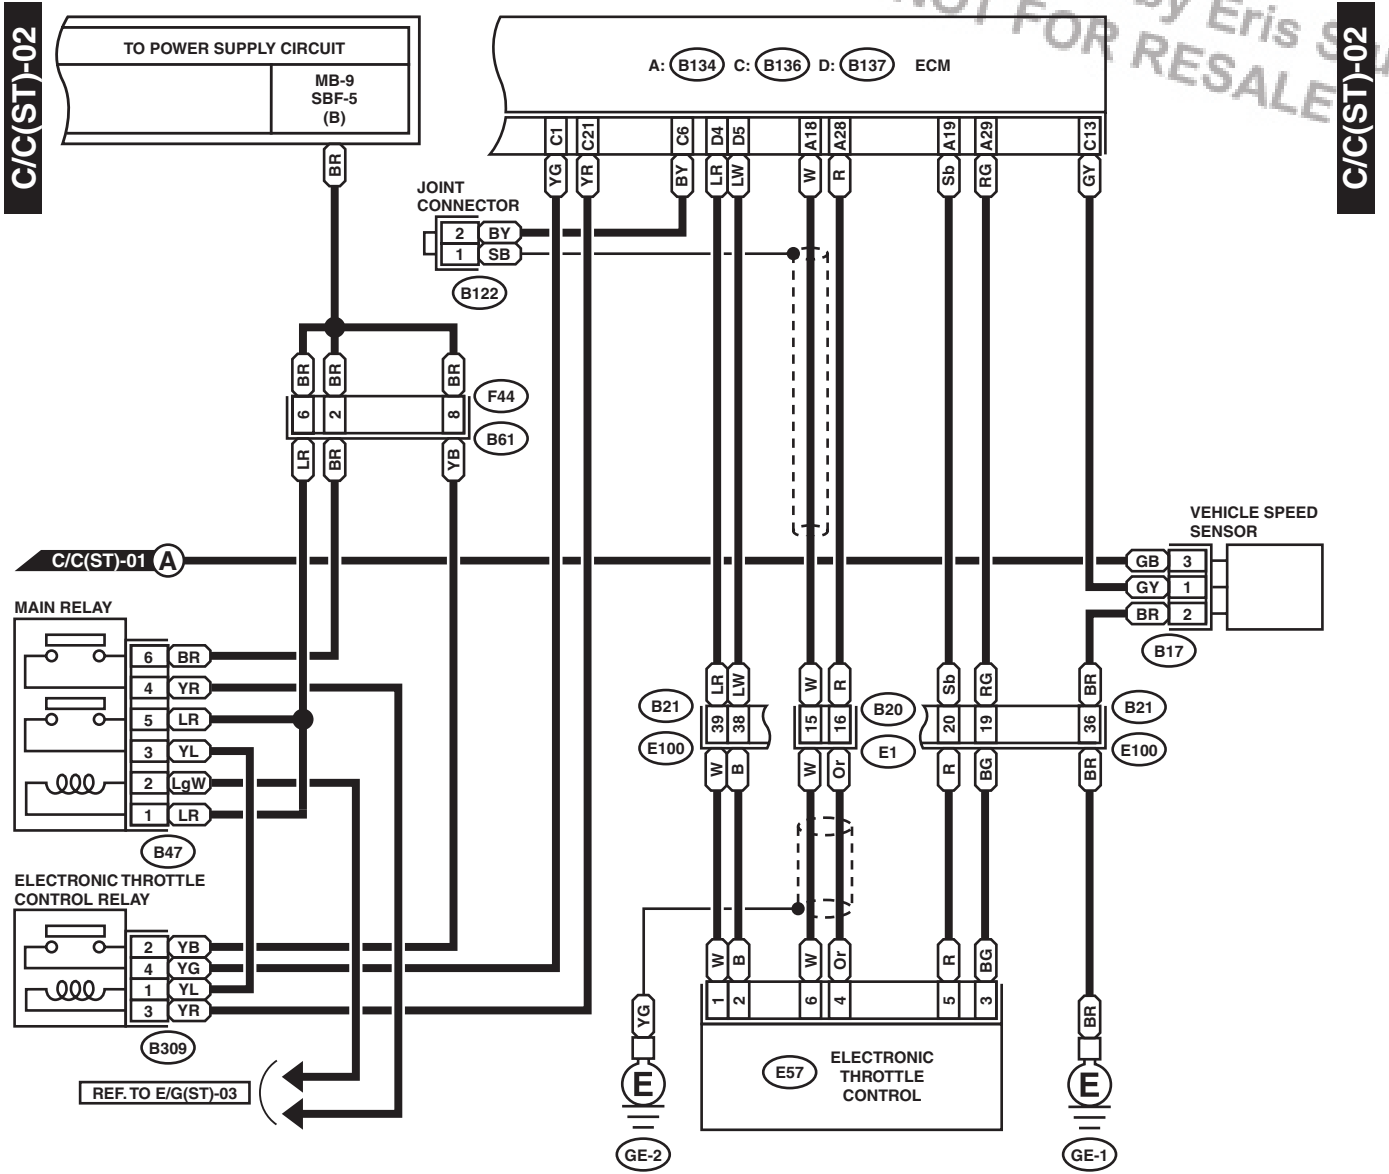 by Eris Stu
NOT FOR RESALE
C/C(ST)-02
C/C(ST)-02
TO POWER SUPPLY CIRCUIT
MB-9
SBF-5
(B)
A: B134 C: B136 D: B137 ECM
C1 C21 C6 D4 D5 A18 A28 A19 A29 C13
BR
YG YR BY LR LW W R Sb RG GY
JOINT
CONNECTOR
2 BY
1 SB
B122
BR BR BR
6 2 8
F44
B61
LR BR YB
C/C(ST)-01 A
VEHICLE SPEED
SENSOR
GB 3
GY 1
BR 2
B17
MAIN RELAY
6 BR
4 YR
5 LR
3 YL
2 LgW
1 LR
B47
LR LW W R Sb RG BR
B21 39 38 15 16 B20 20 19 36 B21
E100 E1 E100
W B W Or R BG BR
ELECTRONIC THROTTLE
CONTROL RELAY
2 YB
4 YG
1 YL
3 YR
B309
REF. TO E/G(ST)-03
W B W Or R BG
1 2 6 4 5 3
YG
E
GE-2
E57
ELECTRONIC
THROTTLE
CONTROL
BR
E
GE-1